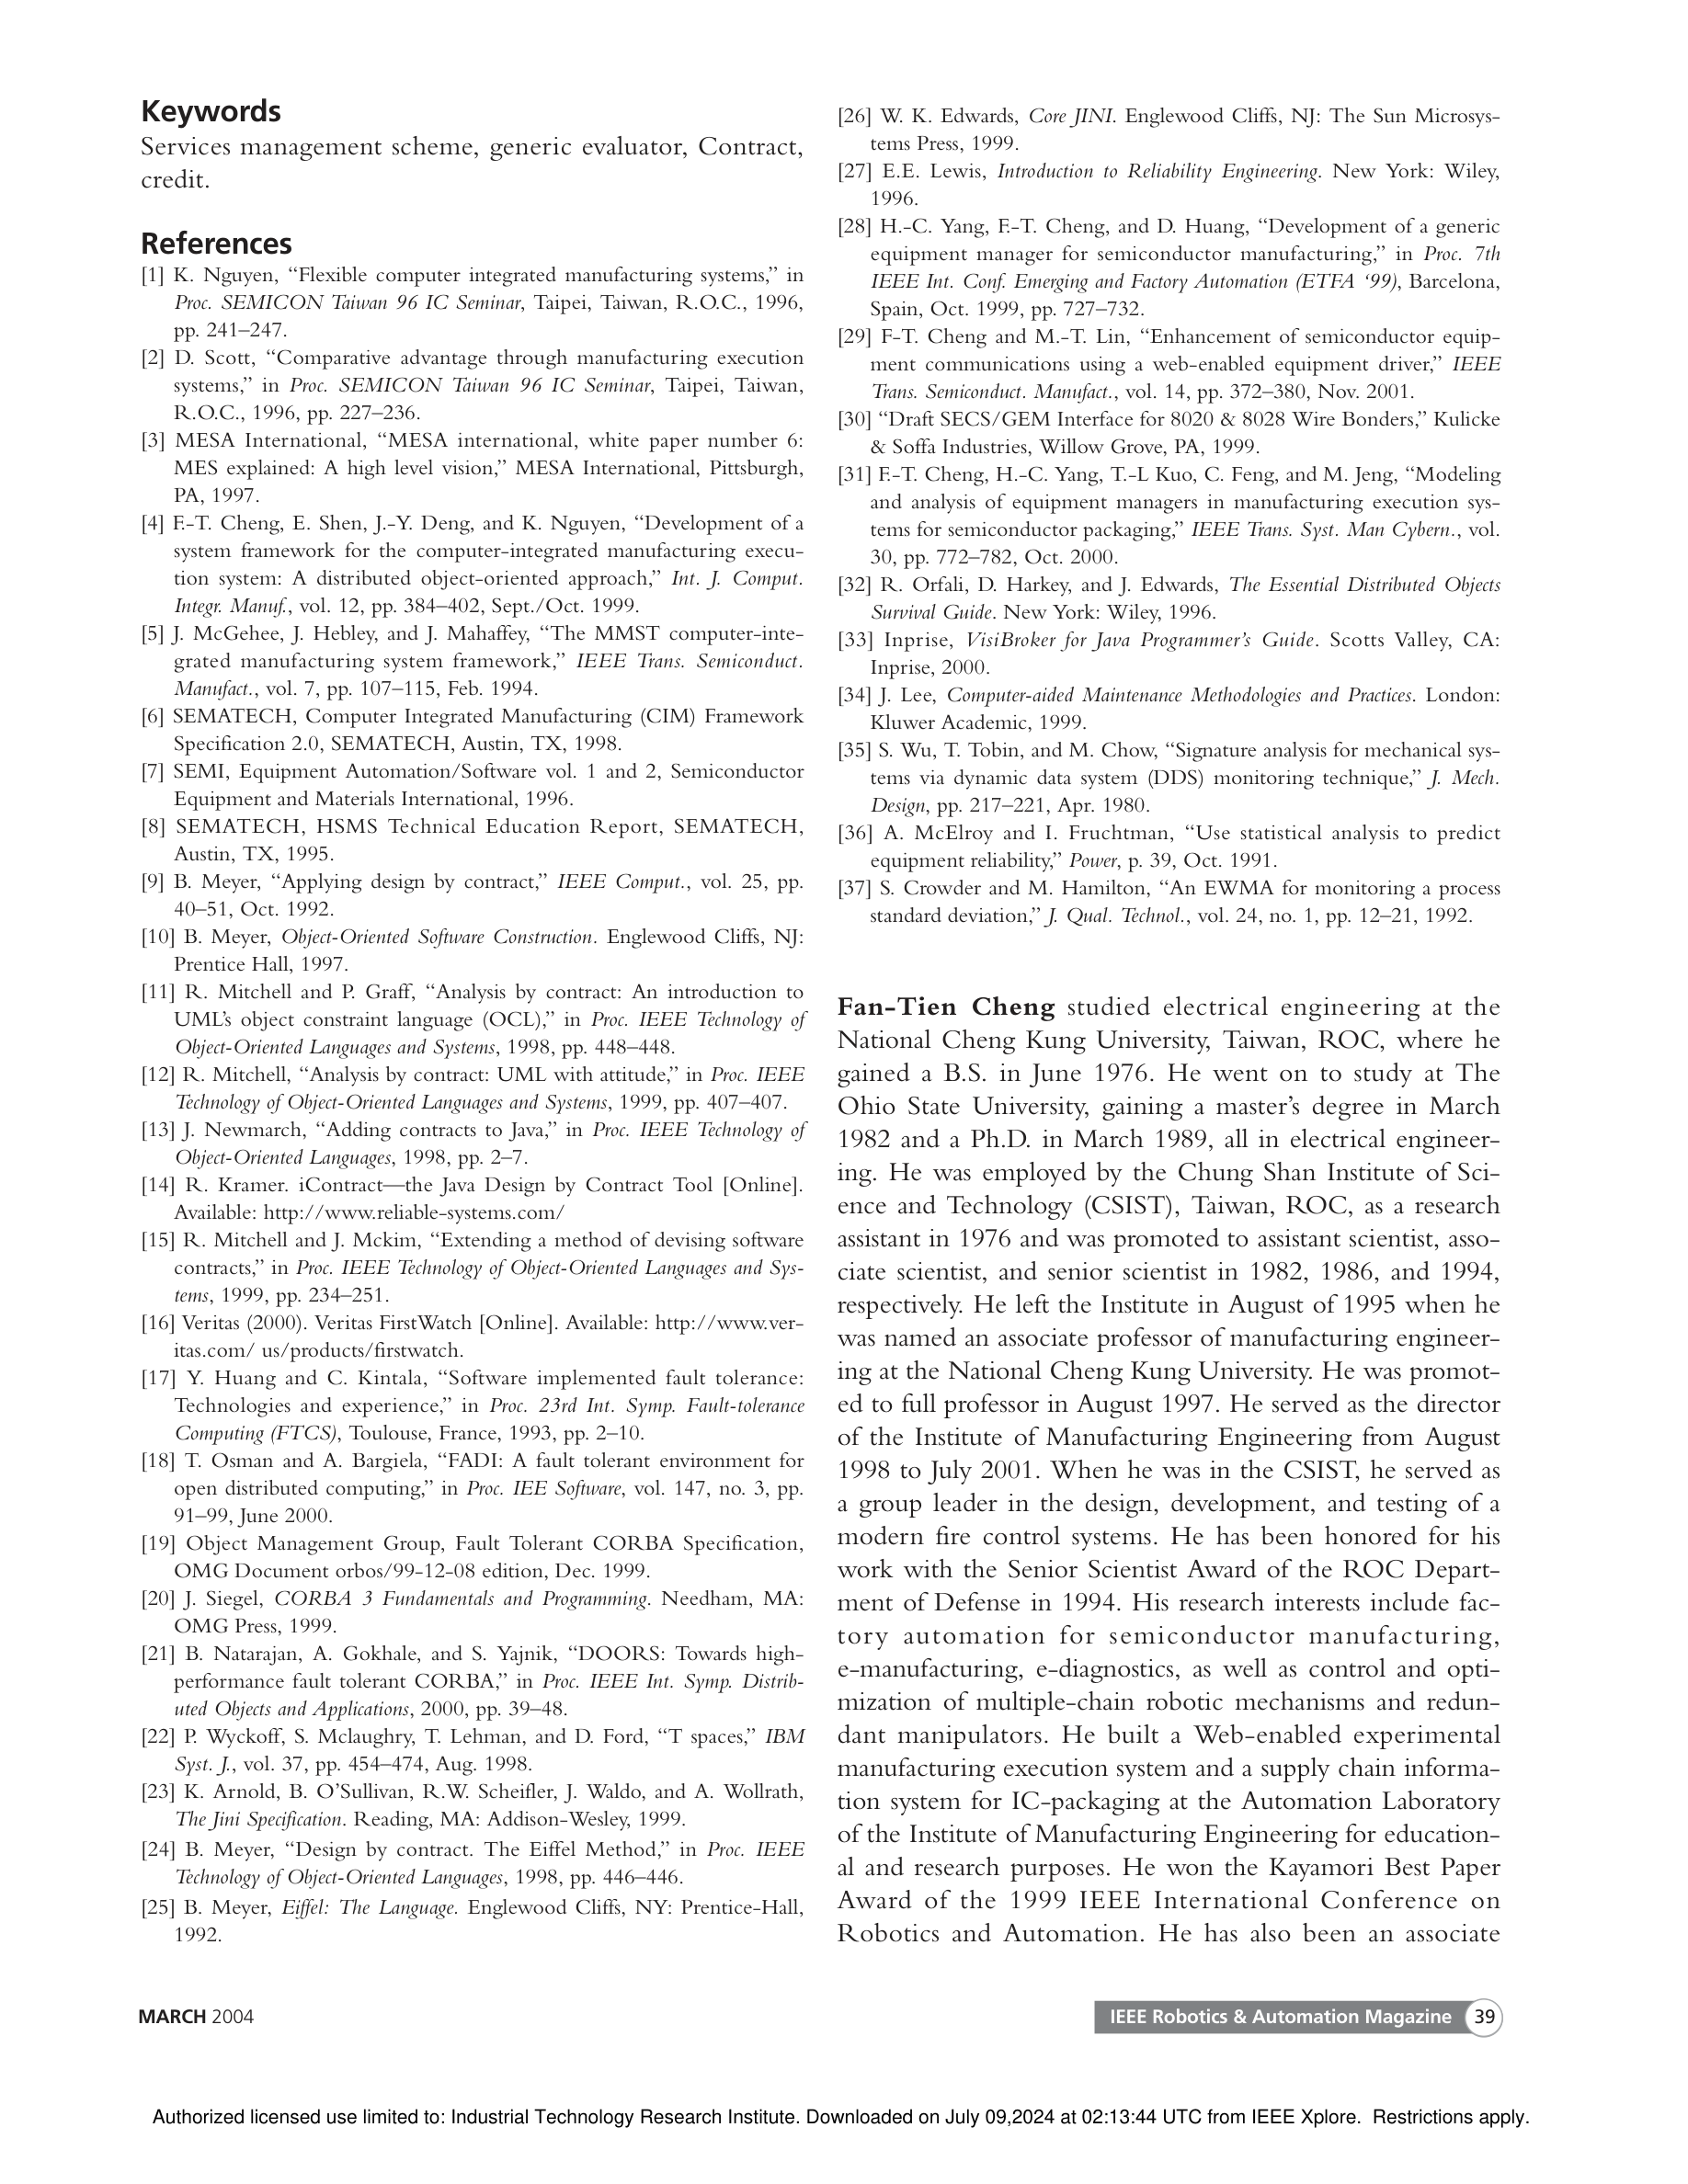 Keywords
Services management scheme, generic evaluator, Contract,
credit.
References
[1] K. Nguyen, “Flexible computer integrated manufacturing systems,” in
Proc. SEMICON Taiwan 96 IC Seminar, Taipei, Taiwan, R.O.C., 1996,
pp. 241–247.
[2] D. Scott, “Comparative advantage through manufacturing execution
systems,” in Proc. SEMICON Taiwan 96 IC Seminar, Taipei, Taiwan,
R.O.C., 1996, pp. 227–236.
[3] MESA International, “MESA international, white paper number 6:
MES explained: A high level vision,” MESA International, Pittsburgh,
PA, 1997.
[4] F.-T. Cheng, E. Shen, J.-Y. Deng, and K. Nguyen, “Development of a
system framework for the computer-integrated manufacturing execu-
tion system: A distributed object-oriented approach,” Int. J. Comput.
Integr. Manuf., vol. 12, pp. 384–402, Sept./Oct. 1999.
[5] J. McGehee, J. Hebley, and J. Mahaffey, “The MMST computer-inte-
grated manufacturing system framework,” IEEE Trans. Semiconduct.
Manufact., vol. 7, pp. 107–115, Feb. 1994.
[6] SEMATECH, Computer Integrated Manufacturing (CIM) Framework
Specification 2.0, SEMATECH, Austin, TX, 1998.
[7] SEMI, Equipment Automation/Software vol. 1 and 2, Semiconductor
Equipment and Materials International, 1996.
[8] SEMATECH, HSMS Technical Education Report, SEMATECH,
Austin, TX, 1995.
[9] B. Meyer, “Applying design by contract,” IEEE Comput., vol. 25, pp.
40–51, Oct. 1992.
[10] B. Meyer, Object-Oriented Software Construction. Englewood Cliffs, NJ:
Prentice Hall, 1997.
[11] R. Mitchell and P. Graff, “Analysis by contract: An introduction to
UML’s object constraint language (OCL),” in Proc. IEEE Technology of
Object-Oriented Languages and Systems, 1998, pp. 448–448.
[12] R. Mitchell, “Analysis by contract: UML with attitude,” in Proc. IEEE
Technology of Object-Oriented Languages and Systems, 1999, pp. 407–407.
[13] J. Newmarch, “Adding contracts to Java,” in Proc. IEEE Technology of
Object-Oriented Languages, 1998, pp. 2–7.
[14] R. Kramer. iContract—the Java Design by Contract Tool [Online].
Available: http://www.reliable-systems.com/
[15] R. Mitchell and J. Mckim, “Extending a method of devising software
contracts,” in Proc. IEEE Technology of Object-Oriented Languages and Sys-
tems, 1999, pp. 234–251.
[16] Veritas (2000). Veritas FirstWatch [Online]. Available: http://www.ver-
itas.com/ us/products/firstwatch.
[17] Y. Huang and C. Kintala, “Software implemented fault tolerance:
Technologies and experience,” in Proc. 23rd Int. Symp. Fault-tolerance
Computing (FTCS), Toulouse, France, 1993, pp. 2–10.
[18] T. Osman and A. Bargiela, “FADI: A fault tolerant environment for
open distributed computing,” in Proc. IEE Software, vol. 147, no. 3, pp.
91–99, June 2000.
[19] Object Management Group, Fault Tolerant CORBA Specification,
OMG Document orbos/99-12-08 edition, Dec. 1999.
[20] J. Siegel, CORBA 3 Fundamentals and Programming. Needham, MA:
OMG Press, 1999.
[21] B. Natarajan, A. Gokhale, and S. Yajnik, “DOORS: Towards high-
performance fault tolerant CORBA,” in Proc. IEEE Int. Symp. Distrib-
uted Objects and Applications, 2000, pp. 39–48.
[22] P. Wyckoff, S. Mclaughry, T. Lehman, and D. Ford, “T spaces,” IBM
Syst. J., vol. 37, pp. 454–474, Aug. 1998.
[23] K. Arnold, B. O’Sullivan, R.W. Scheifler, J. Waldo, and A. Wollrath,
The Jini Specification. Reading, MA: Addison-Wesley, 1999.
[24] B. Meyer, “Design by contract. The Eiffel Method,” in Proc. IEEE
Technology of Object-Oriented Languages, 1998, pp. 446–446.
[25] B. Meyer, Eiffel: The Language. Englewood Cliffs, NY: Prentice-Hall,
1992.
[26] W. K. Edwards, Core JINI. Englewood Cliffs, NJ: The Sun Microsys-
tems Press, 1999.
[27] E.E. Lewis, Introduction to Reliability Engineering. New York: Wiley,
1996.
[28] H.-C. Yang, F.-T. Cheng, and D. Huang, “Development of a generic
equipment manager for semiconductor manufacturing,” in Proc. 7th
IEEE Int. Conf. Emerging and Factory Automation (ETFA ‘99), Barcelona,
Spain, Oct. 1999, pp. 727–732.
[29] F-T. Cheng and M.-T. Lin, “Enhancement of semiconductor equip-
ment communications using a web-enabled equipment driver,” IEEE
Trans. Semiconduct. Manufact., vol. 14, pp. 372–380, Nov. 2001.
[30] “Draft SECS/GEM Interface for 8020 & 8028 Wire Bonders,” Kulicke
& Soffa Industries, Willow Grove, PA, 1999.
[31] F.-T. Cheng, H.-C. Yang, T.-L Kuo, C. Feng, and M. Jeng, “Modeling
and analysis of equipment managers in manufacturing execution sys-
tems for semiconductor packaging,” IEEE Trans. Syst. Man Cybern., vol.
30, pp. 772–782, Oct. 2000.
[32] R. Orfali, D. Harkey, and J. Edwards, The Essential Distributed Objects
Survival Guide. New York: Wiley, 1996.
[33] Inprise, VisiBroker for Java Programmer’s Guide. Scotts Valley, CA:
Inprise, 2000.
[34] J. Lee, Computer-aided Maintenance Methodologies and Practices. London:
Kluwer Academic, 1999.
[35] S. Wu, T. Tobin, and M. Chow, “Signature analysis for mechanical sys-
tems via dynamic data system (DDS) monitoring technique,” J. Mech.
Design, pp. 217–221, Apr. 1980.
[36] A. McElroy and I. Fruchtman, “Use statistical analysis to predict
equipment reliability,” Power, p. 39, Oct. 1991.
[37] S. Crowder and M. Hamilton, “An EWMA for monitoring a process
standard deviation,” J. Qual. Technol., vol. 24, no. 1, pp. 12–21, 1992.
Fan-Tien Cheng studied electrical engineering at the
National Cheng Kung University, Taiwan, ROC, where he
gained a B.S. in June 1976. He went on to study at The
Ohio State University, gaining a master’s degree in March
1982 and a Ph.D. in March 1989, all in electrical engineer-
ing. He was employed by the Chung Shan Institute of Sci-
ence and Technology (CSIST), Taiwan, ROC, as a research
assistant in 1976 and was promoted to assistant scientist, asso-
ciate scientist, and senior scientist in 1982, 1986, and 1994,
respectively. He left the Institute in August of 1995 when he
was named an associate professor of manufacturing engineer-
ing at the National Cheng Kung University. He was promot-
ed to full professor in August 1997. He served as the director
of the Institute of Manufacturing Engineering from August
1998 to July 2001. When he was in the CSIST, he served as
a group leader in the design, development, and testing of a
modern fire control systems. He has been honored for his
work with the Senior Scientist Award of the ROC Depart-
ment of Defense in 1994. His research interests include fac-
tory automation for semiconductor manufacturing,
e-manufacturing, e-diagnostics, as well as control and opti-
mization of multiple-chain robotic mechanisms and redun-
dant manipulators. He built a Web-enabled experimental
manufacturing execution system and a supply chain informa-
tion system for IC-packaging at the Automation Laboratory
of the Institute of Manufacturing Engineering for education-
al and research purposes. He won the Kayamori Best Paper
Award of the 1999 IEEE International Conference on
Robotics and Automation. He has also been an associate
MARCH 2004
IEEE Robotics & Automation Magazine 39
Authorized licensed use limited to: Industrial Technology Research Institute. Downloaded on July 09,2024 at 02:13:44 UTC from IEEE Xplore. Restrictions apply.